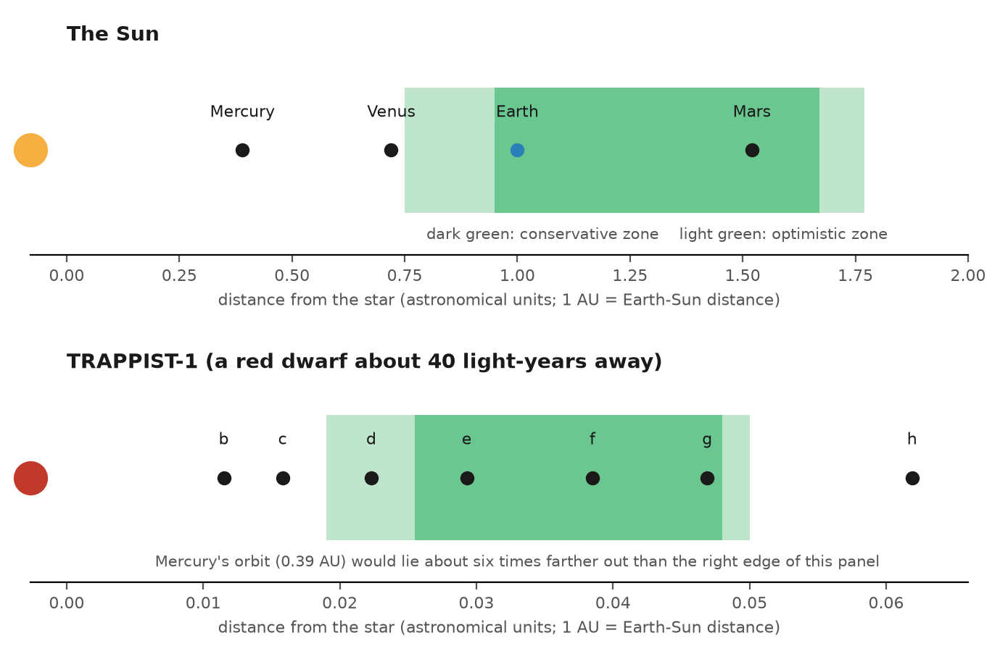 The Sun
Mercury Venus Earth Mars
dark green: conservative zone light green: optimistic zone
0.00 0.25 0.50 0.75 1.00 1.25 1.50 1.75 2.00
distance from the star (astronomical units; 1 AU = Earth-Sun distance)
TRAPPIST-1 (a red dwarf about 40 light-years away)
b c d e f g h
Mercury's orbit (0.39 AU) would lie about six times farther out than the right edge of this panel
0.00 0.01 0.02 0.03 0.04 0.05 0.06
distance from the star (astronomical units; 1 AU = Earth-Sun distance)